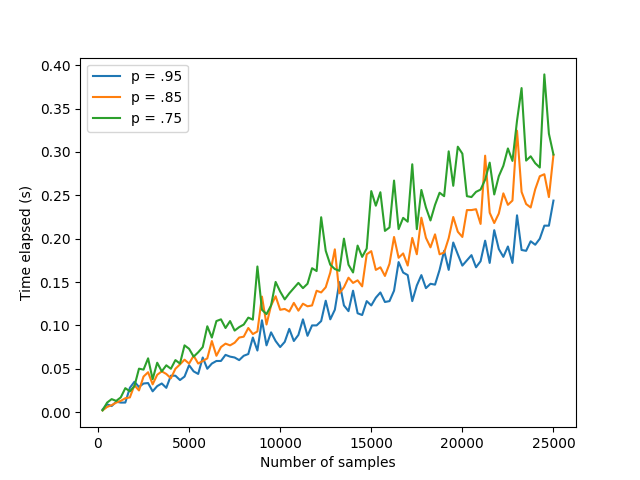 0.40
0.35
0.30
0.25
0.20
0.15
0.10
0.05
0.00
Time elapsed (s)
p = .95
p = .85
p = .75
0 5000 10000 15000 20000 25000
Number of samples